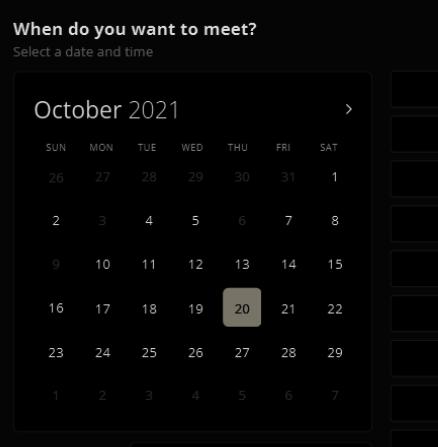 When do you want to meet?
Select a date and time
October 2021
SUN MON TUE WED THU FRI SAT
26 27 28 29 30 31 1
2 3 4 5 6 7 8
9 10 11 12 13 14 15
16 17 18 19 20 21 22
23 24 25 26 27 28 29
1 2 3 4 5 6 7